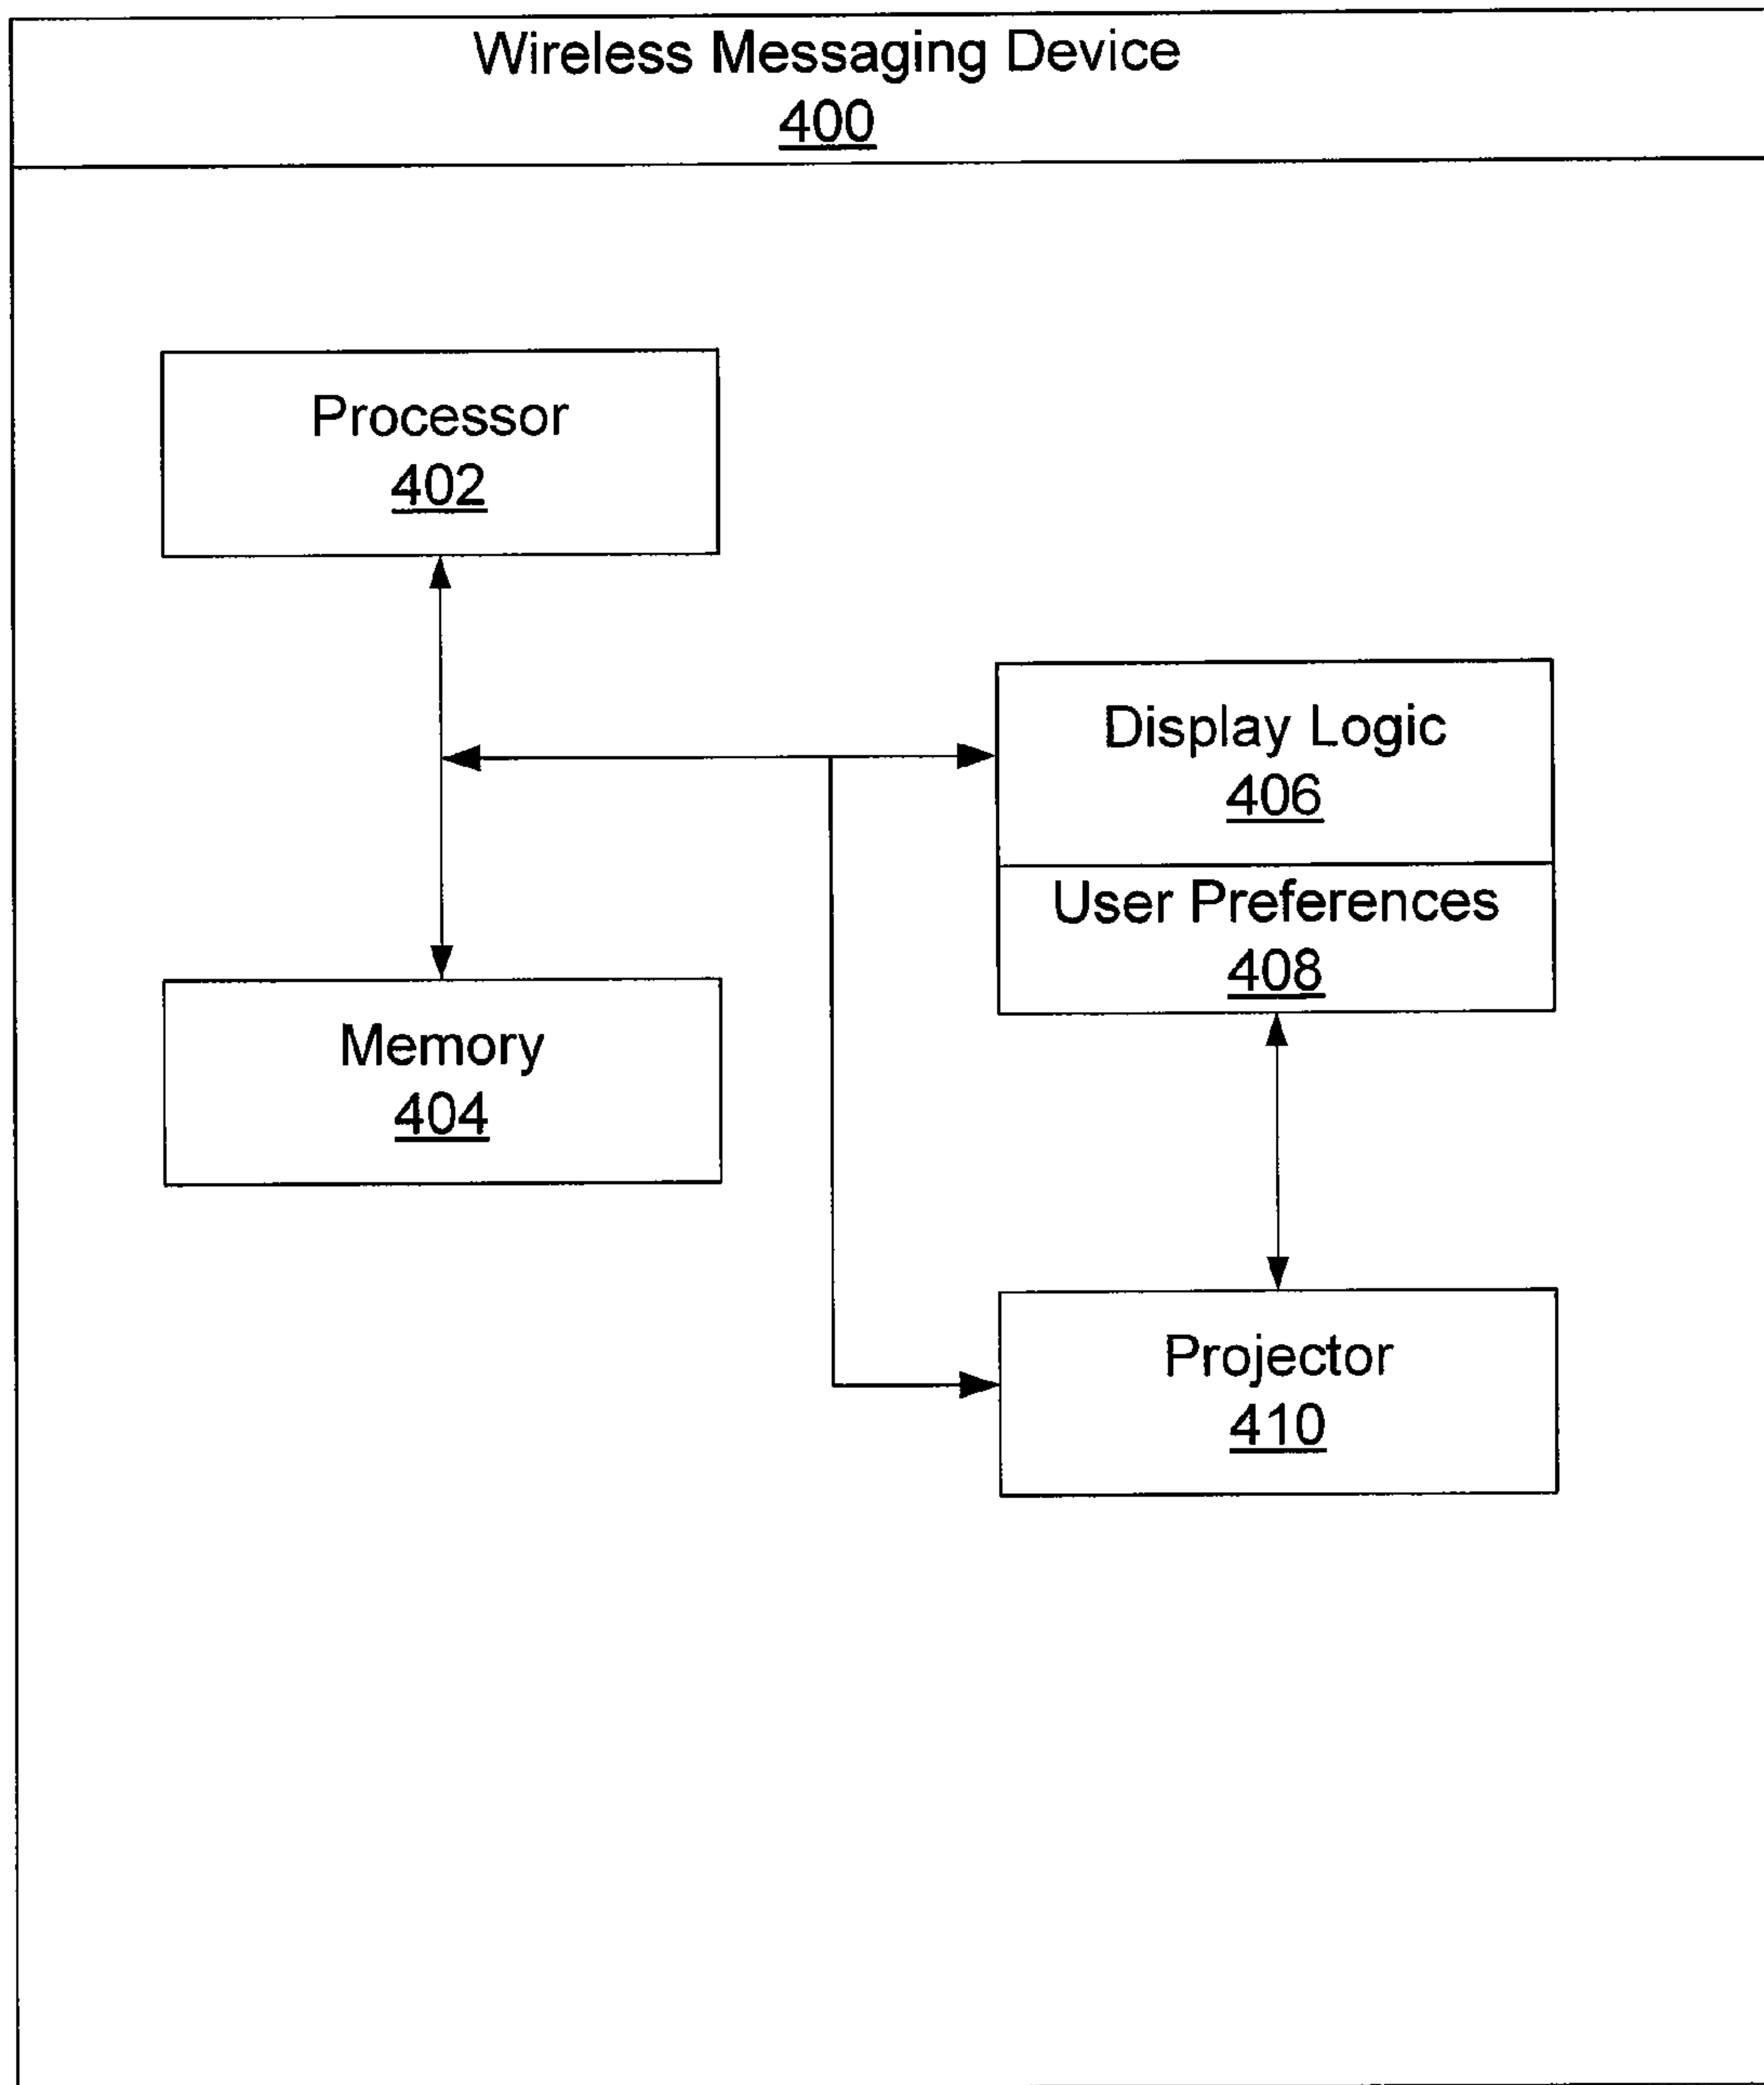 Wireless Messaging Device
400
Processor
402
Display Logic
406
User Preferences
408
Memory
404
Projector
410